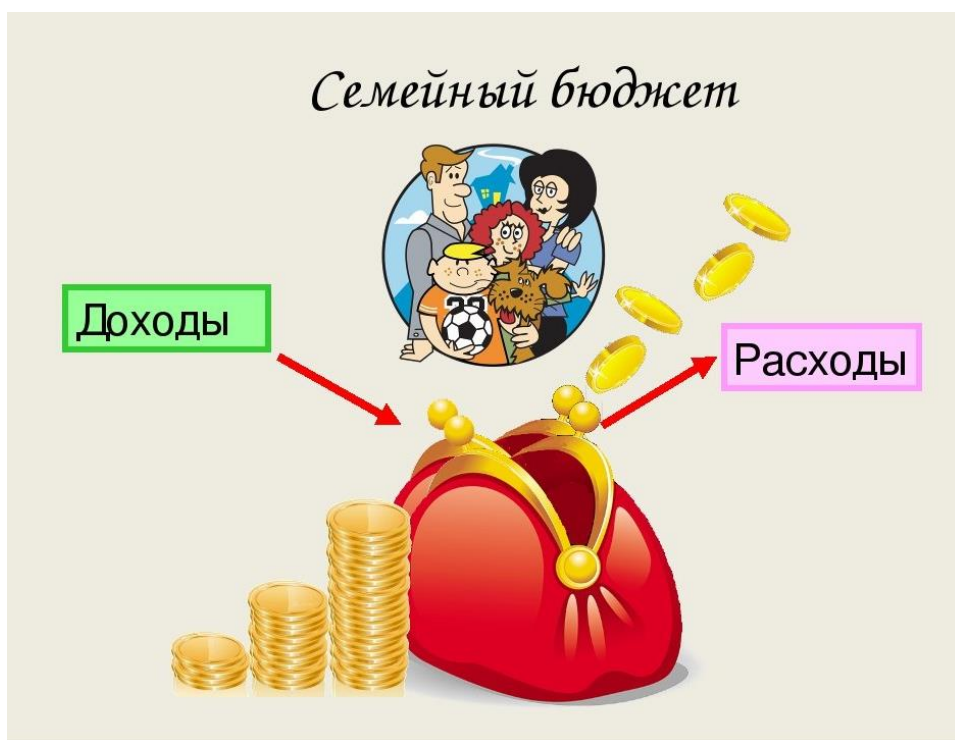 Семейный бюджет
Доходы
Расходы